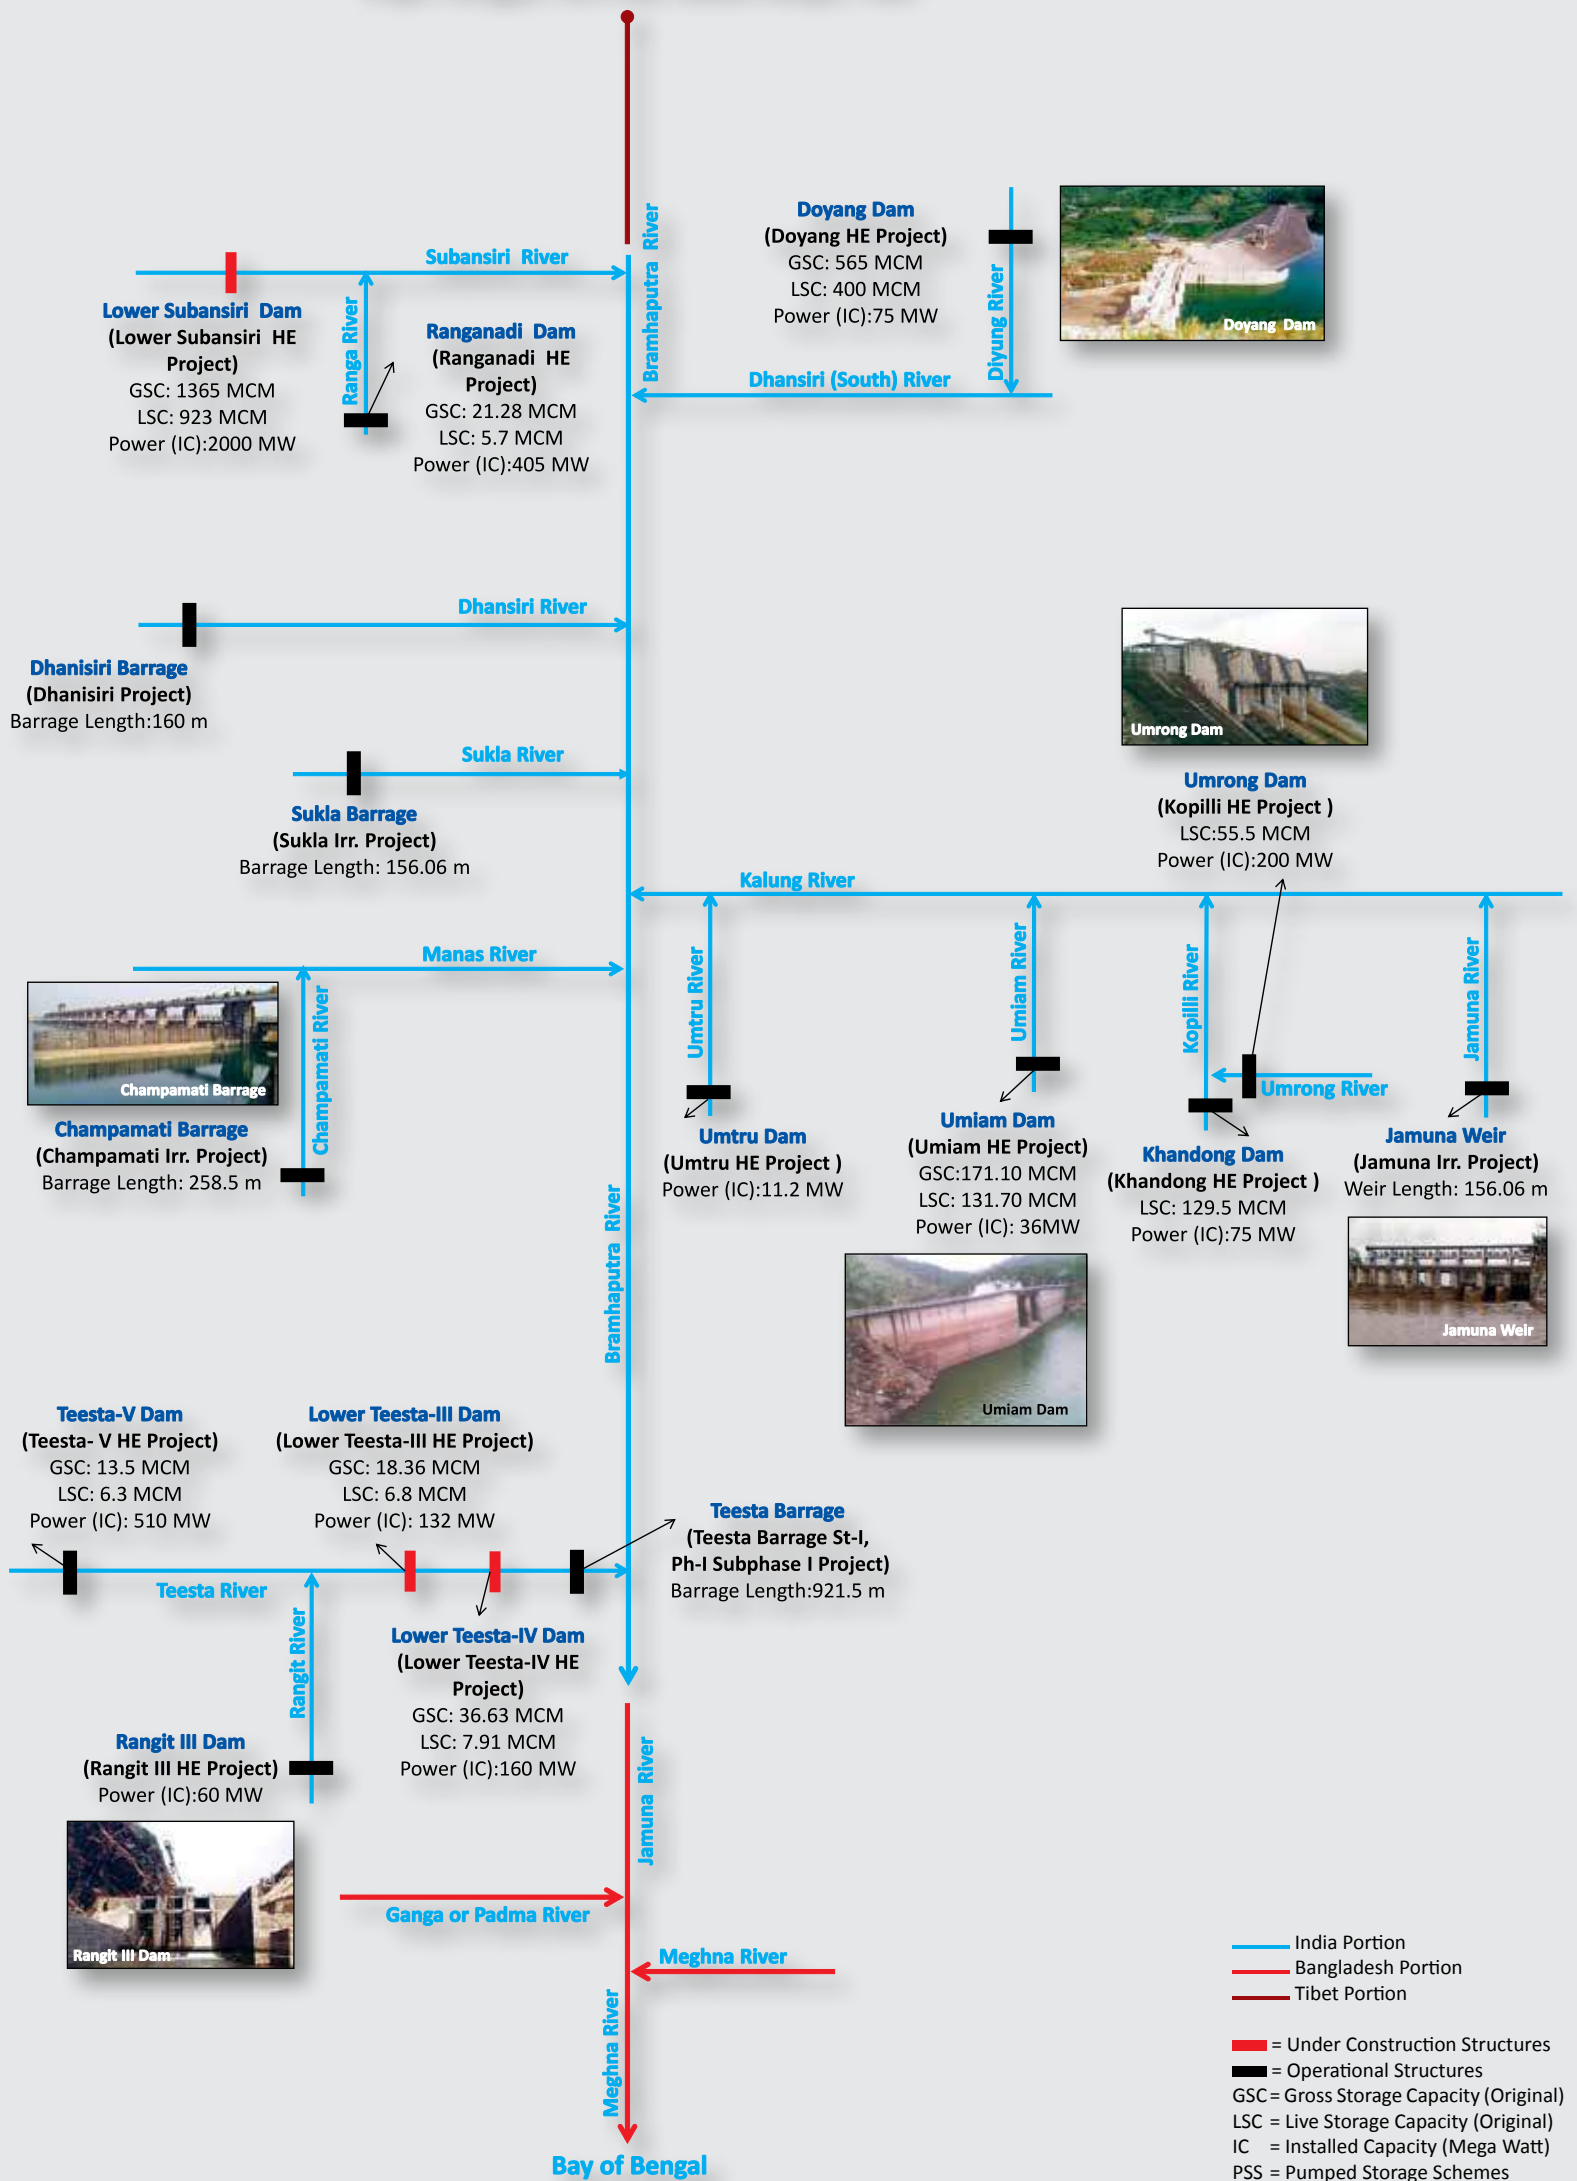 Bramhaputra River
Doyang Dam
(Doyang HE Project)
GSC: 565 MCM
LSC: 400 MCM
Power (IC):75 MW
Diyung River
Doyang Dam
Subansiri River
Lower Subansiri Dam
(Lower Subansiri HE
Project)
GSC: 1365 MCM
LSC: 923 MCM
Power (IC):2000 MW
Ranga River
Ranganadi Dam
(Ranganadi HE
Project)
GSC: 21.28 MCM
LSC: 5.7 MCM
Power (IC):405 MW
Dhansiri (South) River
Dhansiri River
Dhanisiri Barrage
(Dhanisiri Project)
Barrage Length:160 m
Sukla River
Sukla Barrage
(Sukla Irr. Project)
Barrage Length: 156.06 m
Umrong Dam
Umrong Dam
(Kopilli HE Project )
LSC:55.5 MCM
Power (IC):200 MW
Kalung River
Manas River
Champamati Barrage
Champamati River
Champamati Barrage
(Champamati Irr. Project)
Barrage Length: 258.5 m
Umtru River
Umtru Dam
(Umtru HE Project )
Power (IC):11.2 MW
Umiam River
Umiam Dam
(Umiam HE Project)
GSC:171.10 MCM
LSC: 131.70 MCM
Power (IC): 36MW
Umiam Dam
Kopilli River
Umrong River
Khandong Dam
(Khandong HE Project )
LSC: 129.5 MCM
Power (IC):75 MW
Jamuna River
Jamuna Weir
(Jamuna Irr. Project)
Weir Length: 156.06 m
Jamuna Weir
Bramhaputra River
Teesta-V Dam
(Teesta- V HE Project)
GSC: 13.5 MCM
LSC: 6.3 MCM
Power (IC): 510 MW
Lower Teesta-III Dam
(Lower Teesta-III HE Project)
GSC: 18.36 MCM
LSC: 6.8 MCM
Power (IC): 132 MW
Teesta Barrage
(Teesta Barrage St-I,
Ph-I Subphase I Project)
Barrage Length:921.5 m
Teesta River
Rangit River
Lower Teesta-IV Dam
(Lower Teesta-IV HE
Project)
GSC: 36.63 MCM
LSC: 7.91 MCM
Power (IC):160 MW
Rangit III Dam
(Rangit III HE Project)
Power (IC):60 MW
Rangit III Dam
Jamuna River
Ganga or Padma River
Meghna River
Meghna River
Bay of Bengal
India Portion
Bangladesh Portion
Tibet Portion
= Under Construction Structures
= Operational Structures
GSC = Gross Storage Capacity (Original)
LSC = Live Storage Capacity (Original)
IC = Installed Capacity (Mega Watt)
PSS = Pumped Storage Schemes